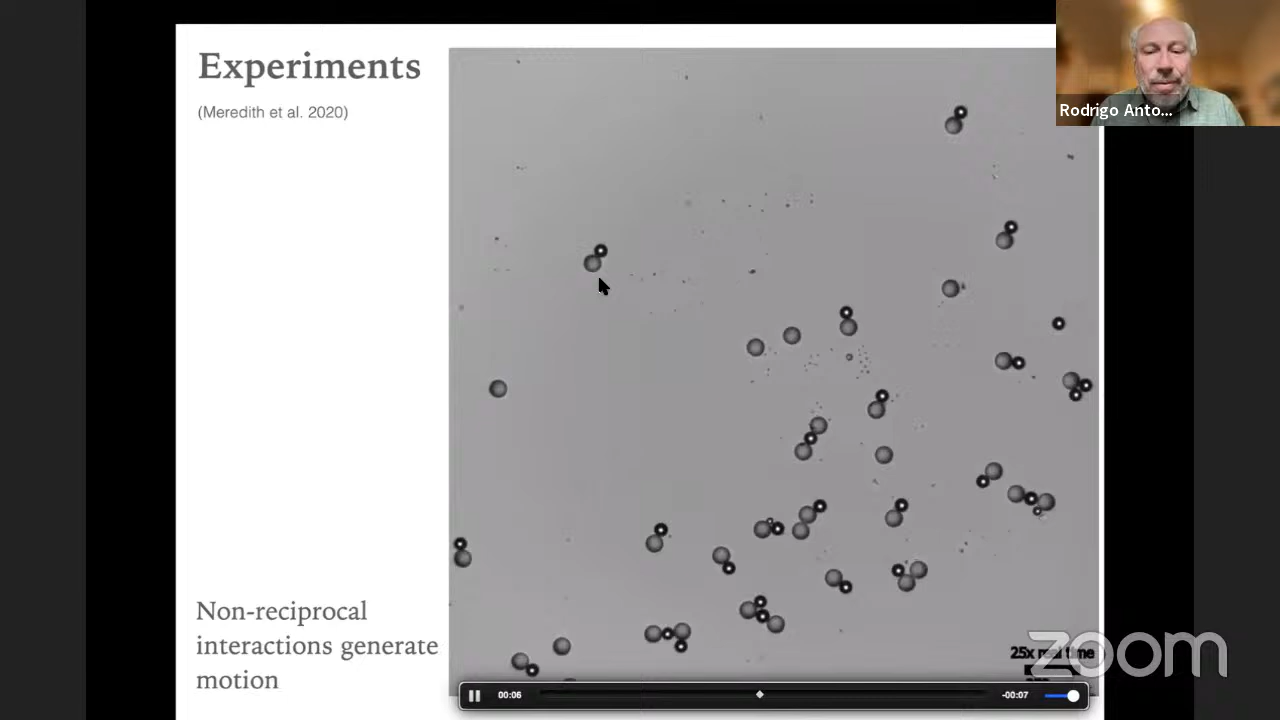 Experiments
(Meredith et al. 2020)
Rodrigo Anto...
Non-reciprocal
interactions generate
motion
25x real time
zoom
00:06
-00:07